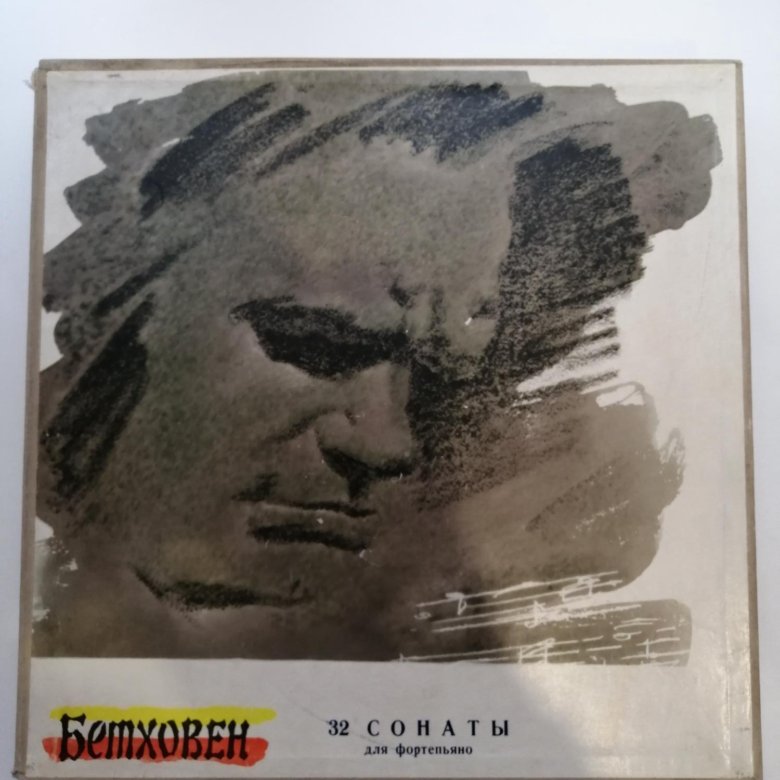 Бетховен
32 СОНАТЫ
для фортепьяно